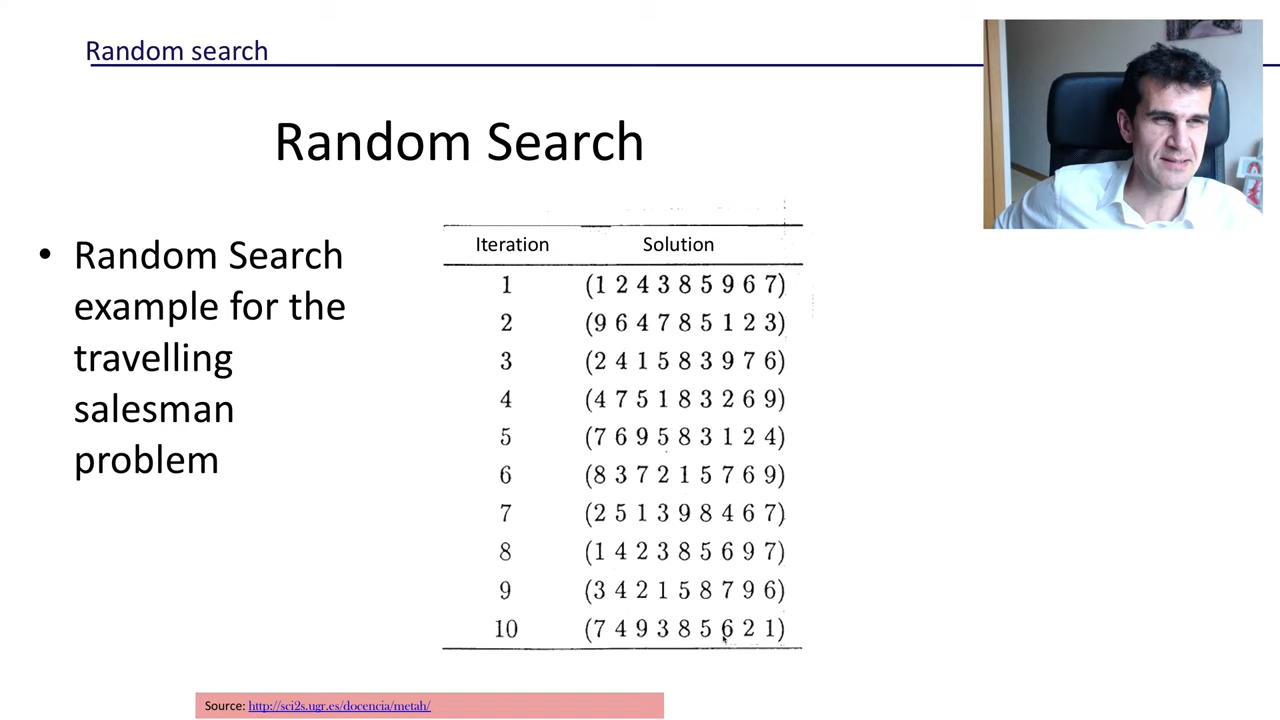 Random search
Random Search
• Random Search
example for the
travelling
salesman
problem
Iteration Solution
1 (1 2 4 3 8 5 9 6 7)
2 (9 6 4 7 8 5 1 2 3)
3 (2 4 1 5 8 3 9 7 6)
4 (4 7 5 1 8 3 2 6 9)
5 (7 6 9 5 8 3 1 2 4)
6 (8 3 7 2 1 5 7 6 9)
7 (2 5 1 3 9 8 4 6 7)
8 (1 4 2 3 8 5 6 9 7)
9 (3 4 2 1 5 8 7 9 6)
10 (7 4 9 3 8 5 6 2 1)
Source: http://sci2s.ugr.es/docencia/metah/